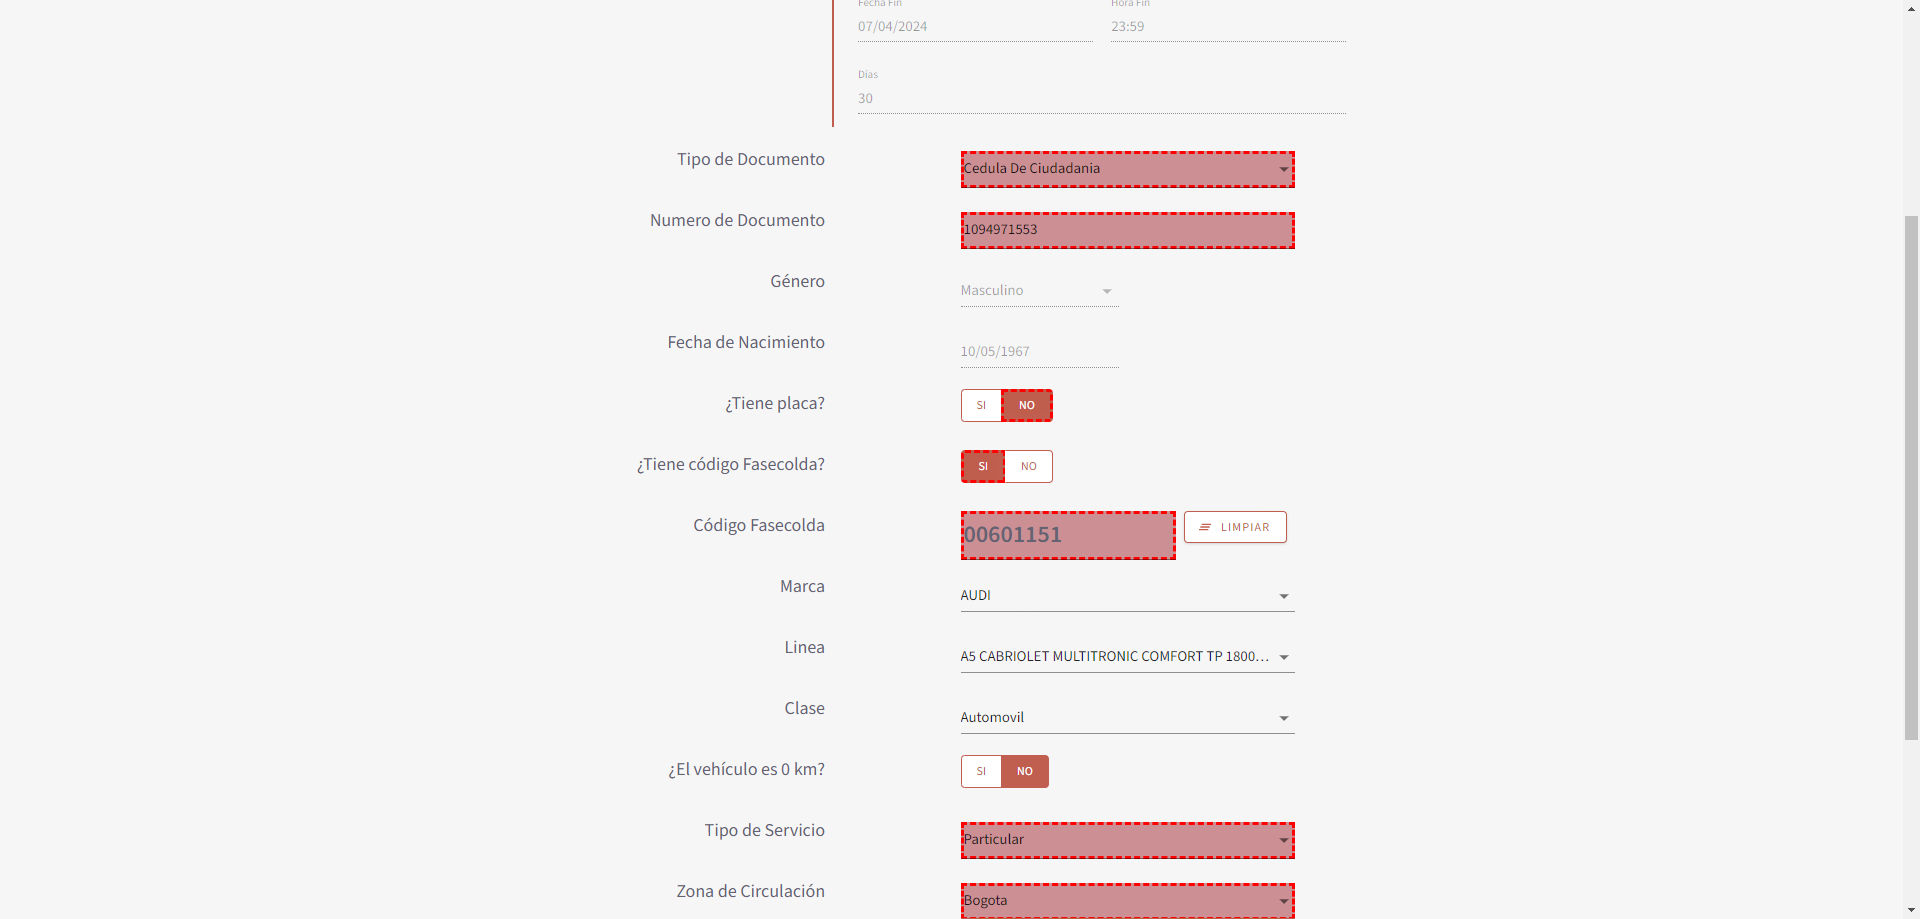 Fecha Fin
Hora Fin
07/04/2024
23:59
Días
30
Tipo de Documento
Cedula De Ciudadania
Numero de Documento
1094971553
Género
Masculino
Fecha de Nacimiento
10/05/1967
¿Tiene placa?
SI NO
¿Tiene código Fasecolda?
SI NO
Código Fasecolda
00601151
LIMPIAR
Marca
AUDI
Linea
A5 CABRIOLET MULTITRONIC COMFORT TP 1800...
Clase
Automovil
¿El vehículo es 0 km?
SI NO
Tipo de Servicio
Particular
Zona de Circulación
Bogota